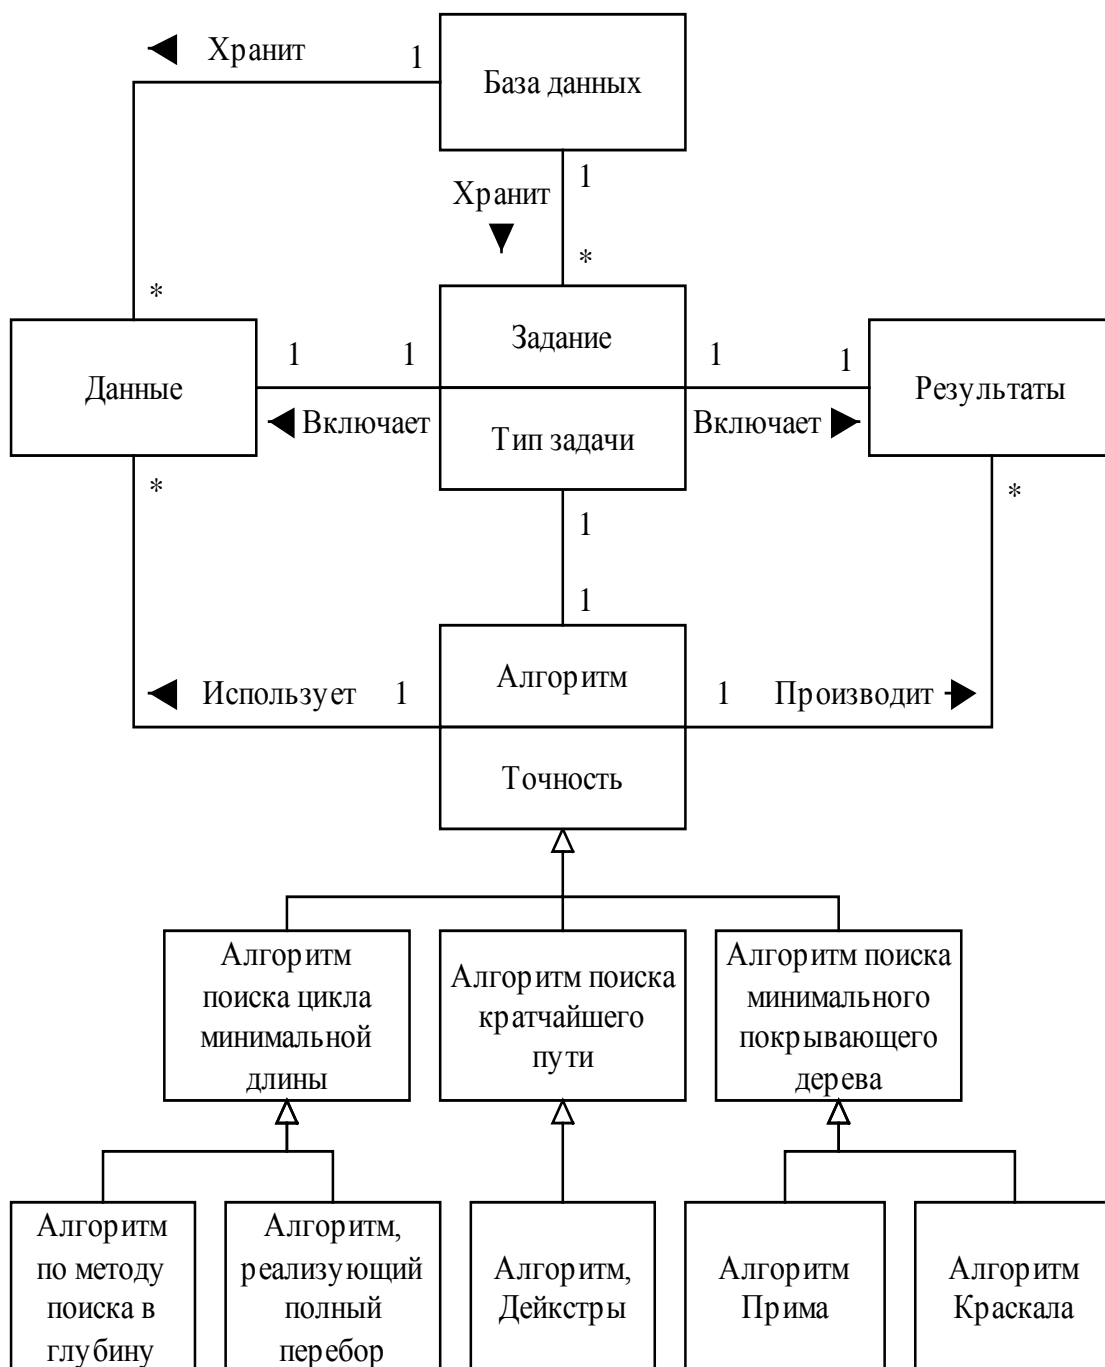 Хранит
1
База данных
1
Хранит
*
*
Задание
Данные
1
1
1
1
Результаты
Включает
Тип задачи
Включает
*
*
1
1
Алгоритм
Использует
1
1
Производит
Точность
Алгоритм
поиска цикла
минимальной
длины
Алгоритм поиска
кратчайшего
пути
Алгоритм поиска
минимального
покрывающего
дерева
Алгоритм
по методу
поиска в
глубину
Алгоритм,
реализующий
полный
перебор
Алгоритм,
Дейкстры
Алгоритм
Прима
Алгоритм
Краскала